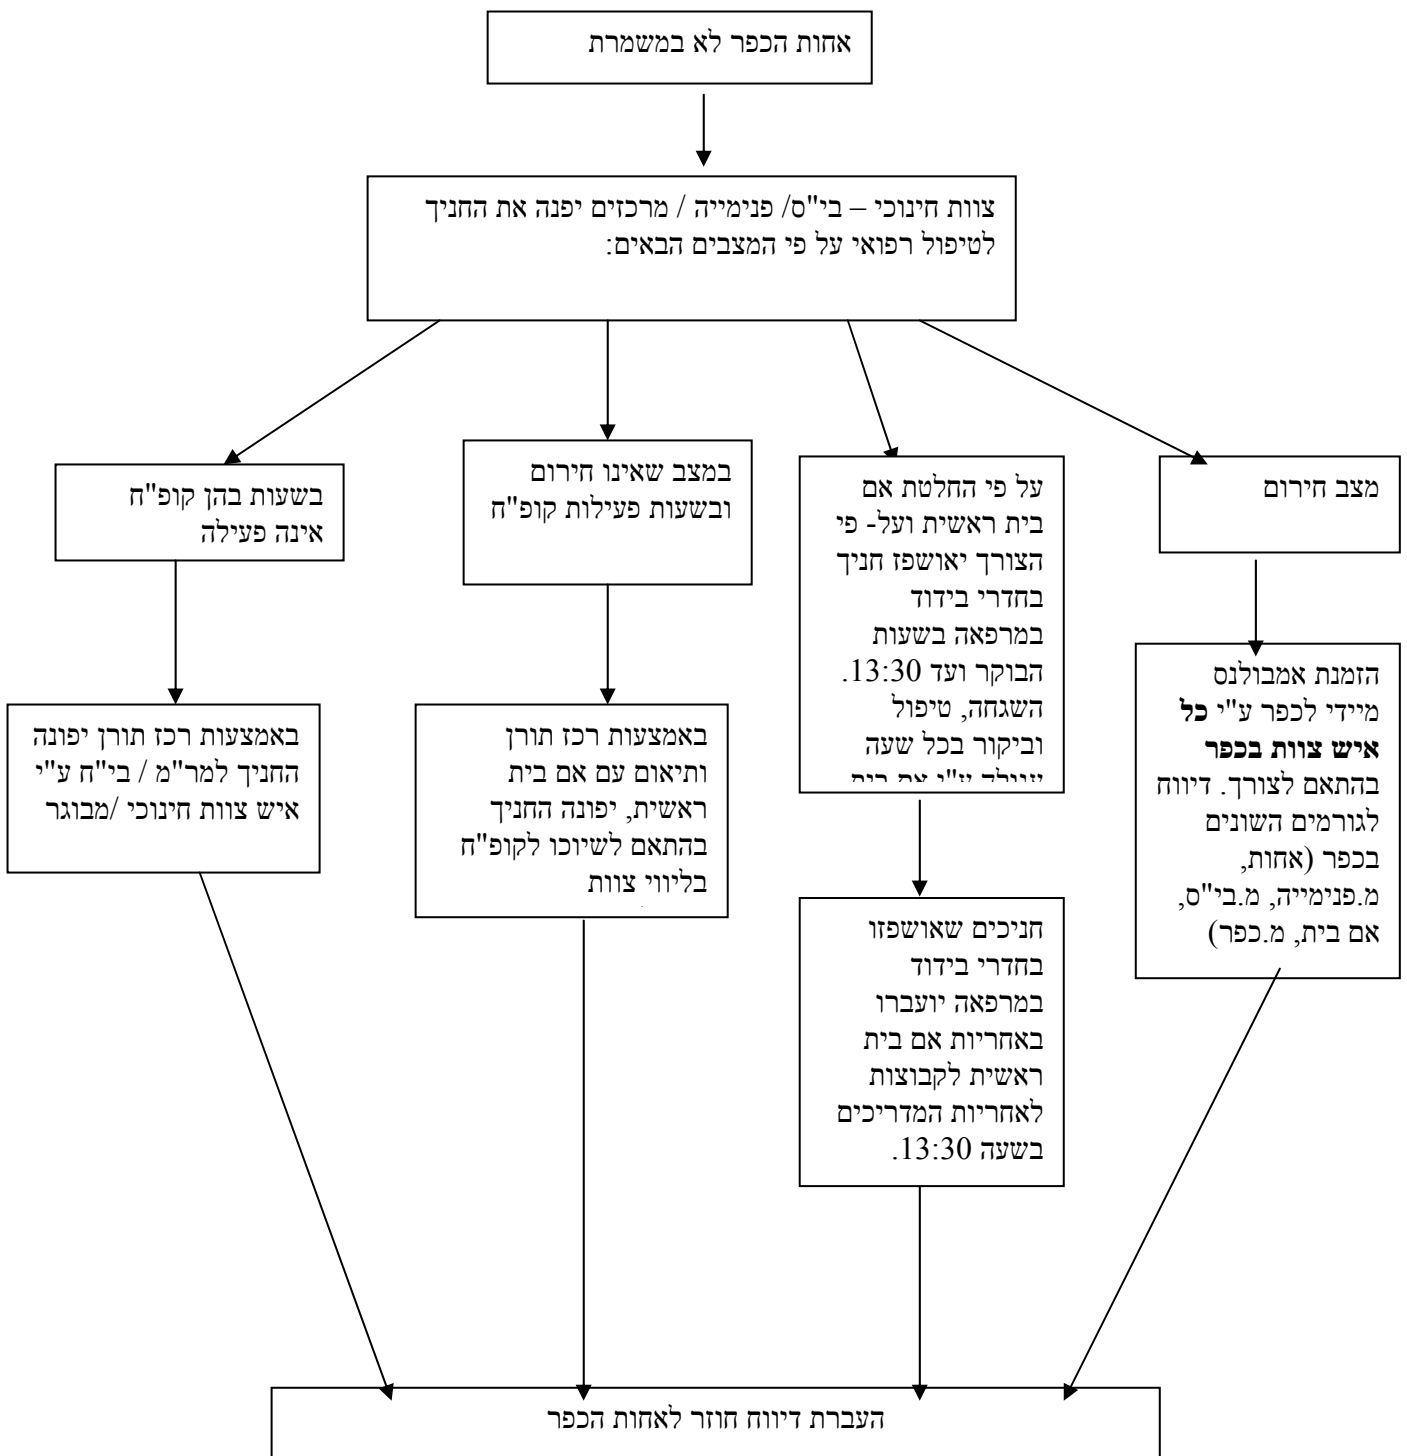 אחות הכפר לא במשמרת
צוות חינוכי – בי"ס/ פנימייה / מרכזים יפנה את החניך
לטיפול רפואי על פי המצבים הבאים:
מצב חירום
הזמנת אמבולנס
מיידי לכפר ע"י כל
איש צוות בכפר
בהתאם לצורך. דיווח
לגורמים השונים
בכפר (אחות,
מ.פנימייה, מ.בי"ס,
אם בית, מ.כפר)
על פי החלטת אם
בית ראשית ועל- פי
הצורך יאושפז חניך
בחדרי בידוד
במרפאה בשעות
הבוקר ועד 13:30.
השגחה, טיפול
וביקור בכל שעה
ע"י אם בית
חניכים שאושפזו
בחדרי בידוד
במרפאה יועברו
באחריות אם בית
ראשית לקבוצות
לאחריות המדריכים
בשעה 13:30.
במצב שאינו חירום
ובשעות פעילות קופ"ח
באמצעות רכז תורן
ותיאום עם אם בית
ראשית, יפונה החניך
בהתאם לשיוכו לקופ"ח
בליווי צוות
בשעות בהן קופ"ח
אינה פעילה
באמצעות רכז תורן יפונה
החניך למר"מ / בי"ח ע"י
איש צוות חינוכי /מבוגר
העברת דיווח חוזר לאחות הכפר